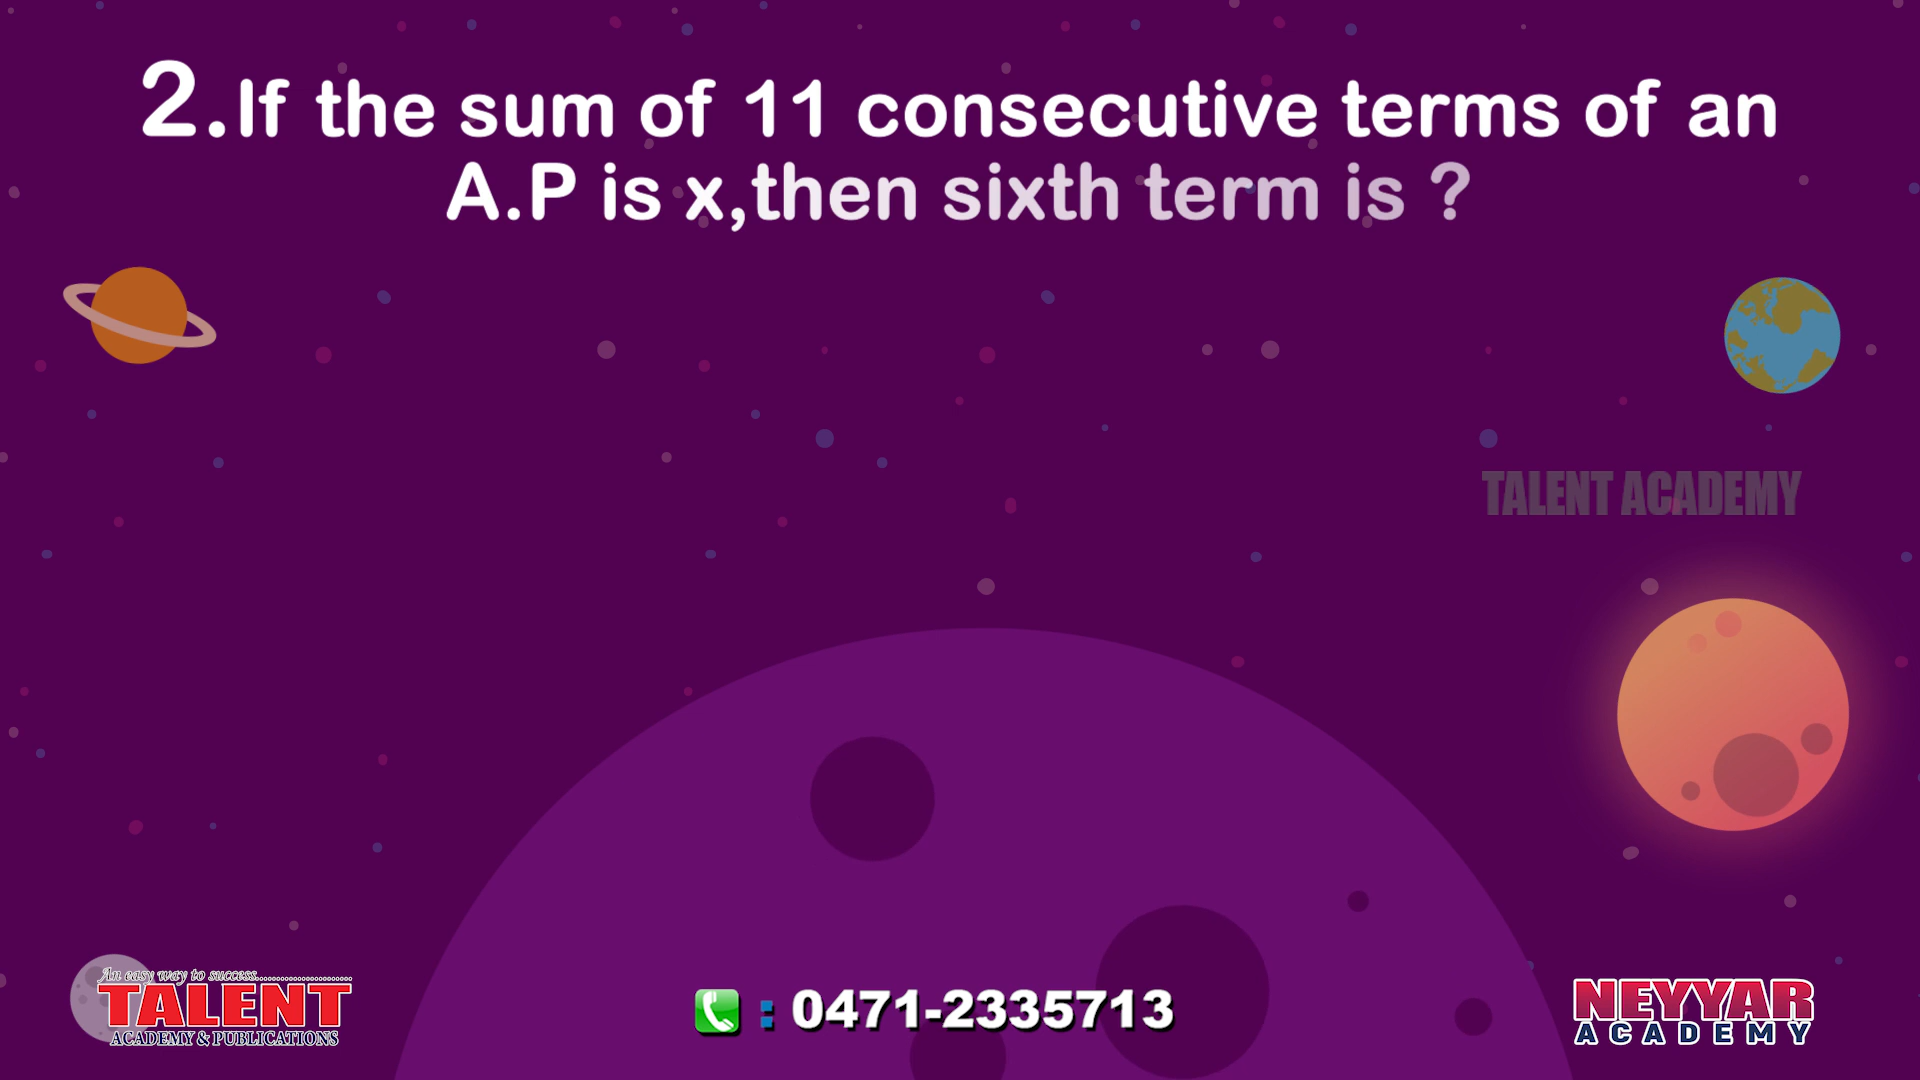 2.If the sum of 11 consecutive terms of an
A.P is x,then sixth term is ?
TALENT ACADEMY
An easy way to success......................
TALENT
ACADEMY & PUBLICATIONS
: 0471-2335713
NEYYAR
ACADEMY